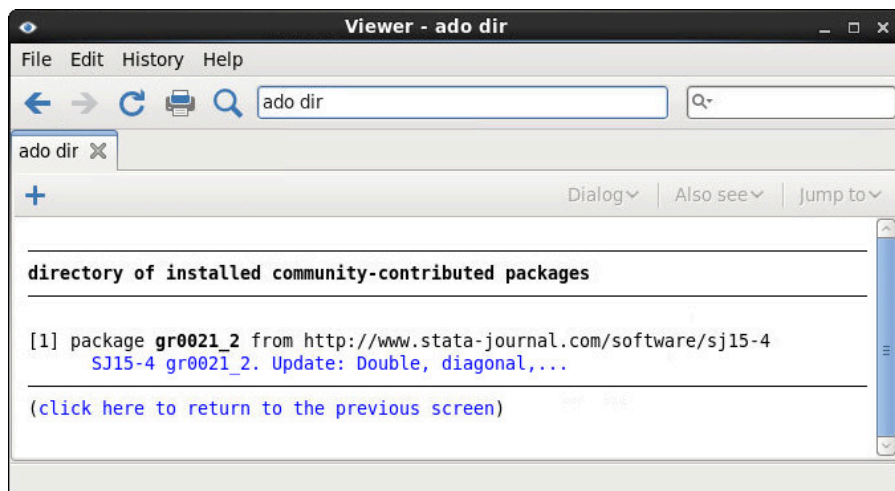 Viewer - ado dir
File Edit History Help
ado dir
ado dir
Dialog Also see Jump to
directory of installed community-contributed packages
[1] package gr0021_2 from http://www.stata-journal.com/software/sj15-4
SJ15-4 gr0021_2. Update: Double, diagonal,...
(click here to return to the previous screen)